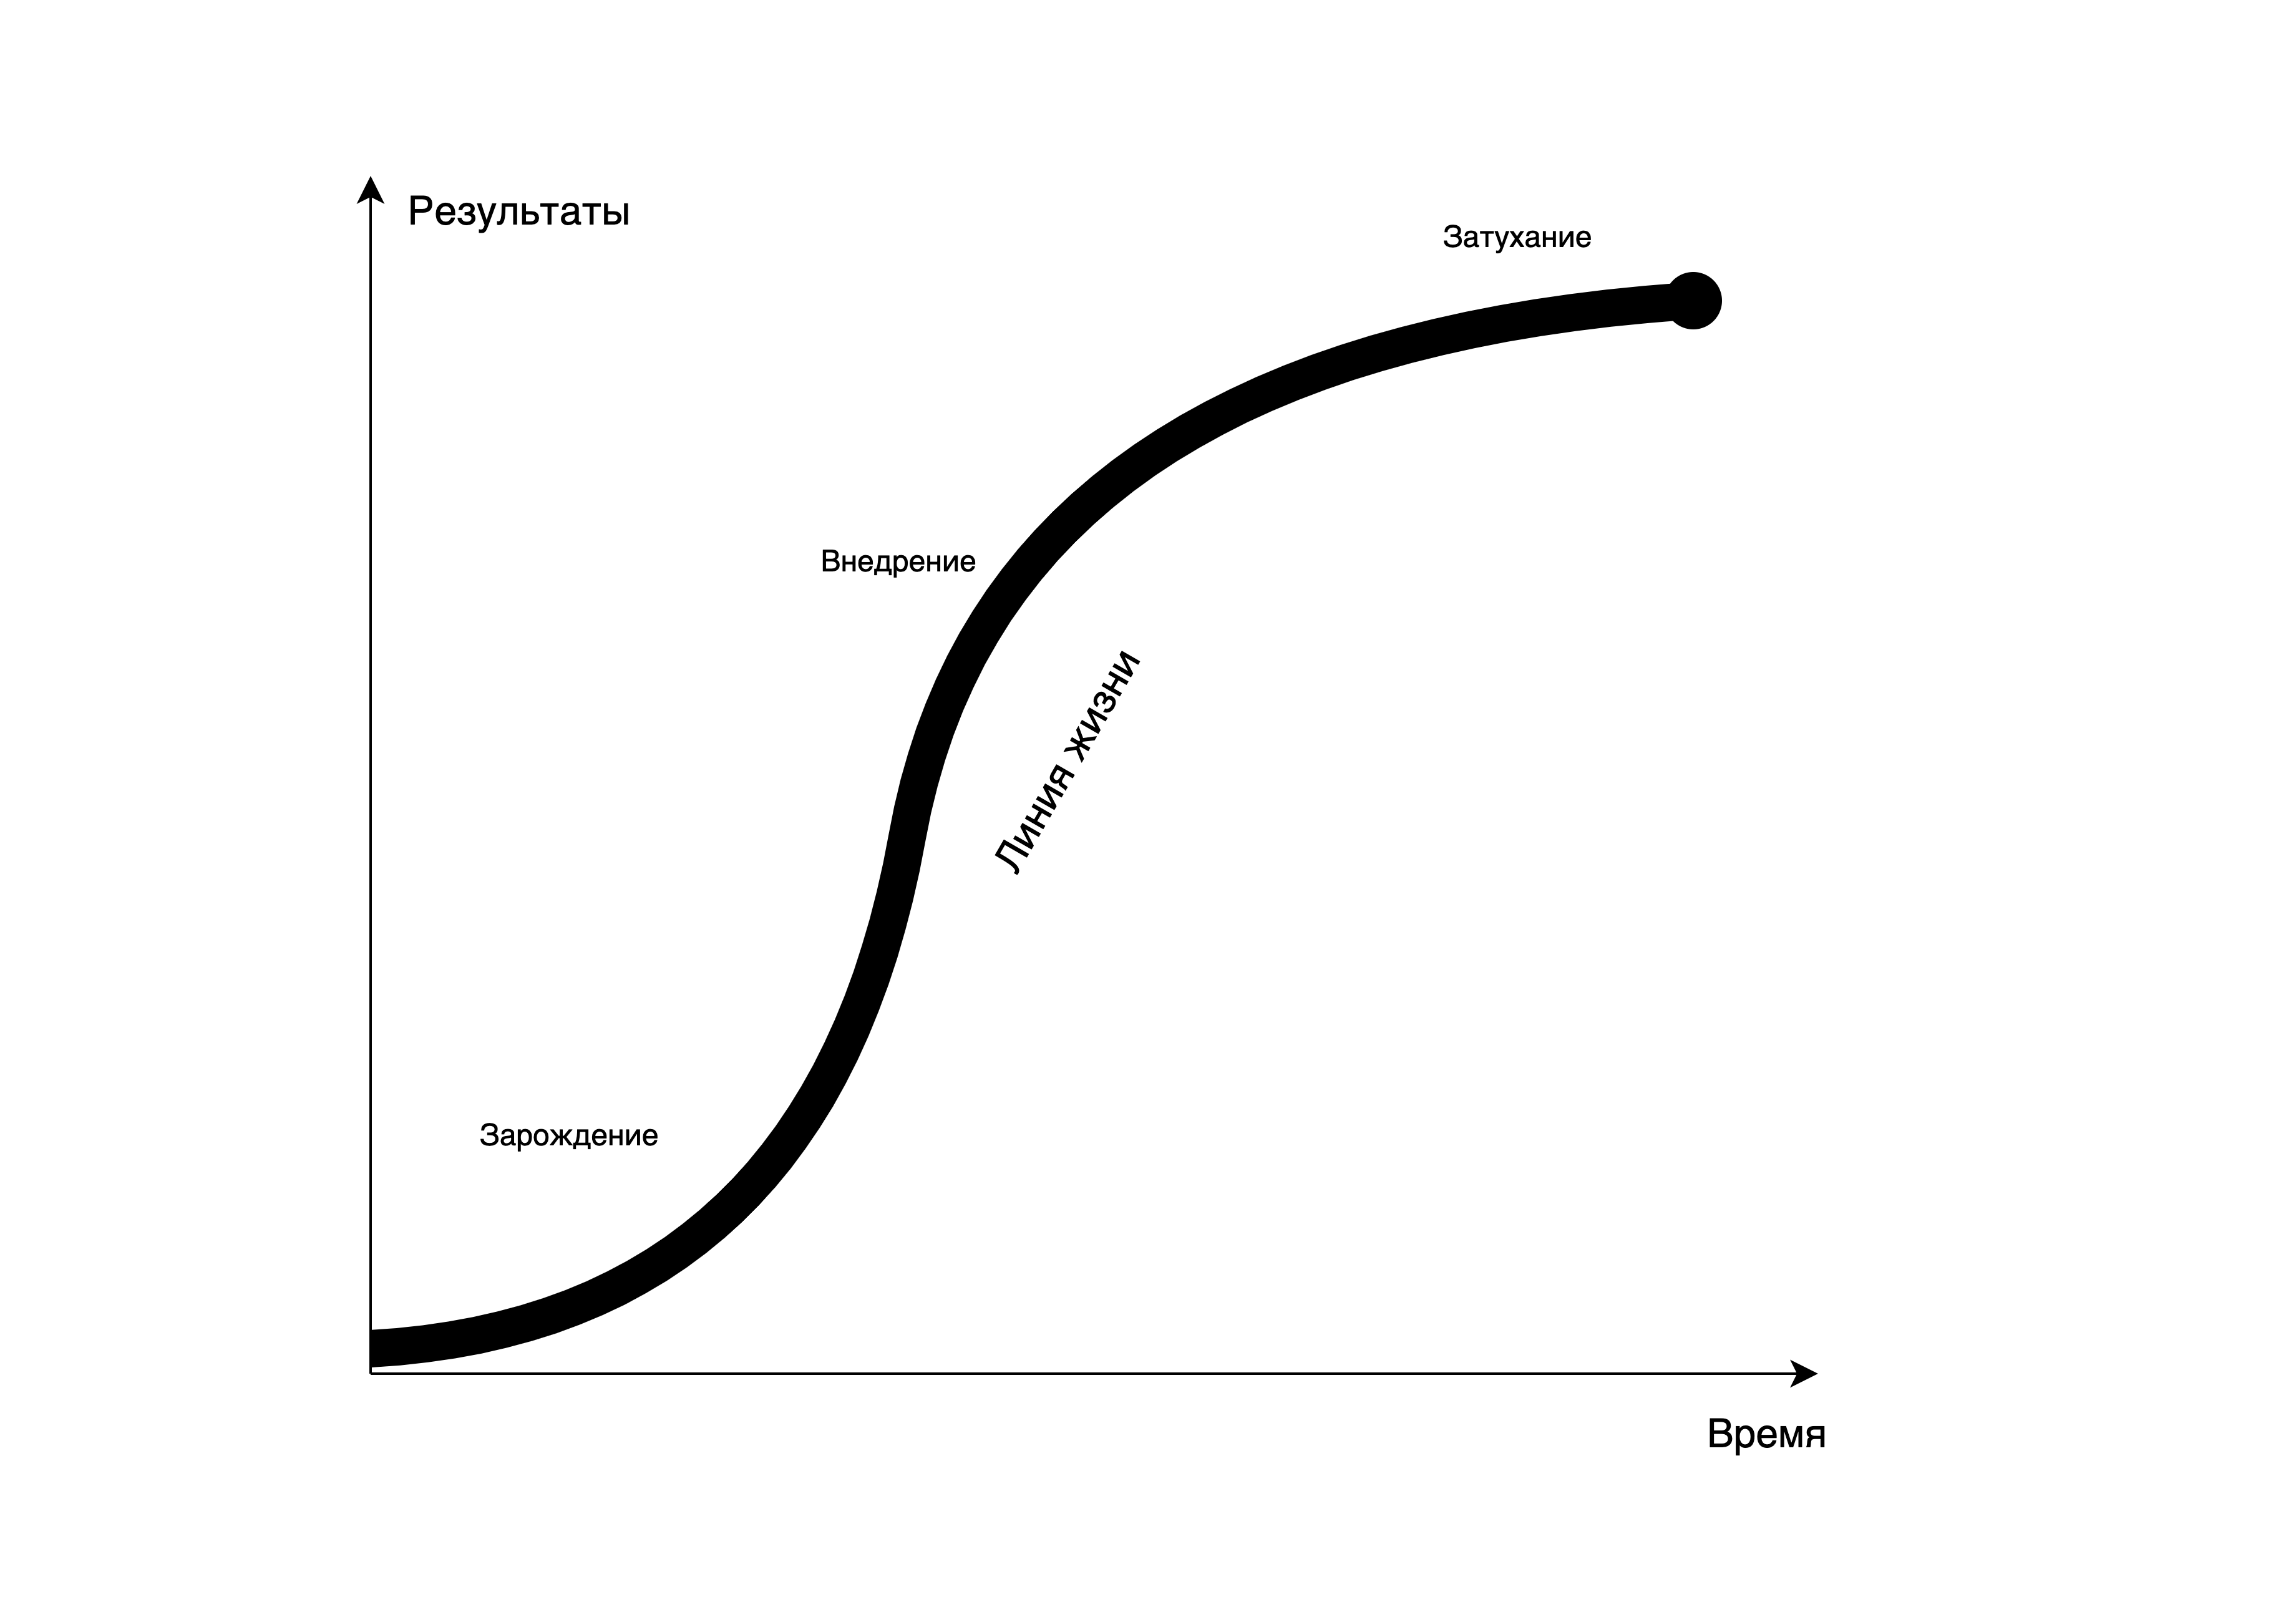 Результаты
Затухание
Внедрение
Линия жизни
Зарождение
Время